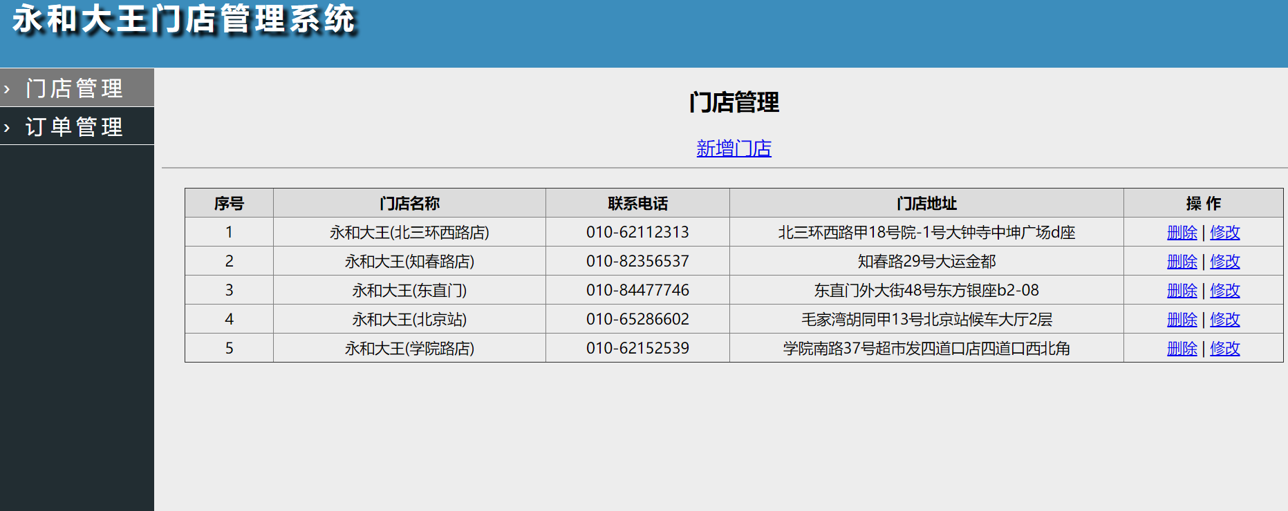 永和大王门店管理系统
› 门店管理
› 订单管理
门店管理
新增门店
序号 门店名称 联系电话 门店地址 操 作
1 永和大王(北三环西路店) 010-62112313 北三环西路甲18号院-1号大钟寺中坤广场d座 删除 | 修改
2 永和大王(知春路店) 010-82356537 知春路29号大运金都 删除 | 修改
3 永和大王(东直门) 010-84477746 东直门外大街48号东方银座b2-08 删除 | 修改
4 永和大王(北京站) 010-65286602 毛家湾胡同甲13号北京站候车大厅2层 删除 | 修改
5 永和大王(学院路店) 010-62152539 学院南路37号超市发四道口店四道口西北角 删除 | 修改